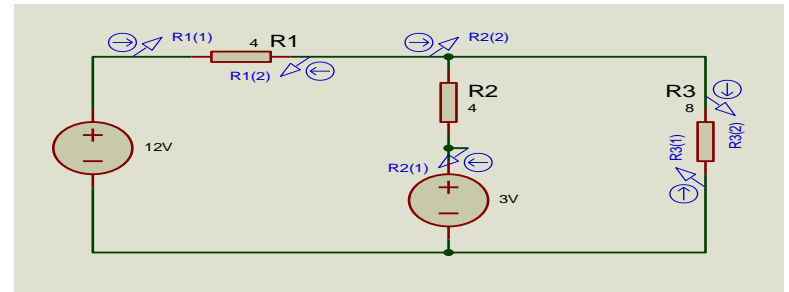 R1(1)
4 R1
R2(2)
R1(2)
R2
4
R3
8
12V
R3(1)
R3(2)
R2(1)
3V